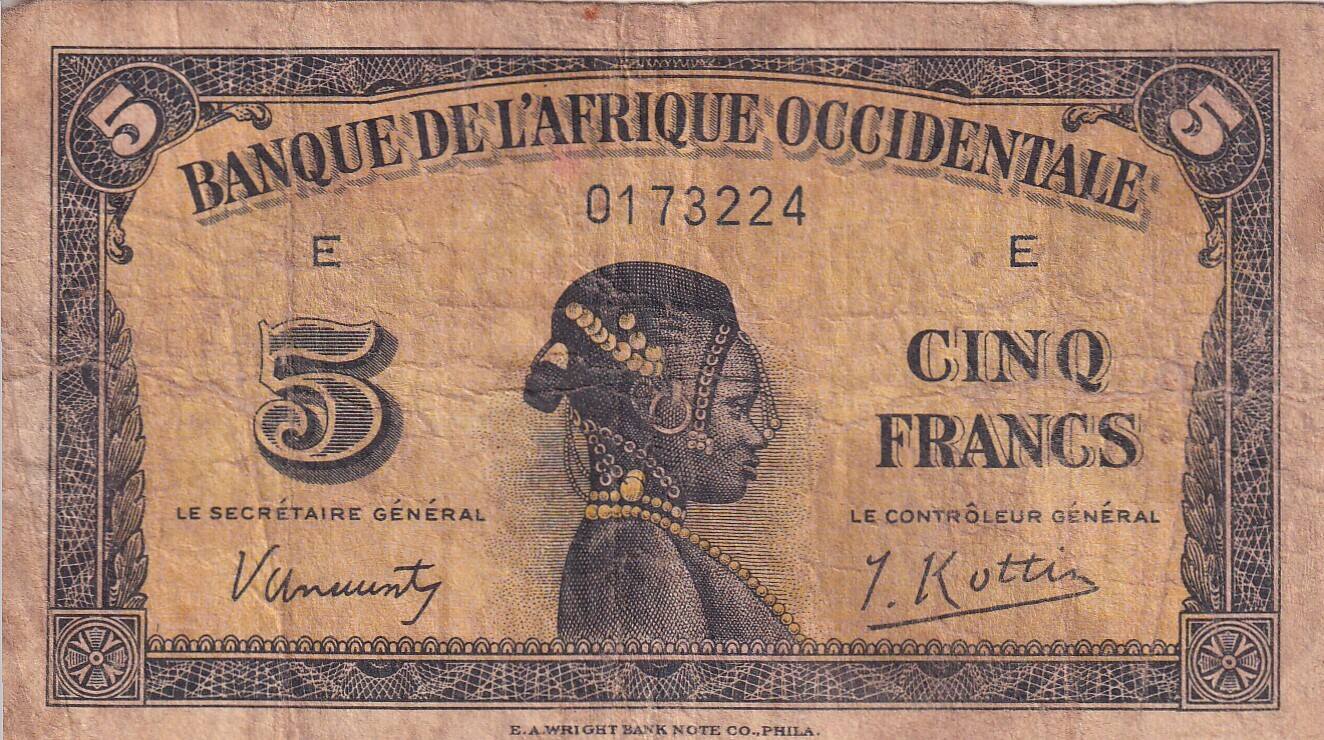 5 5
BANQUE DE L'AFRIQUE OCCIDENTALE
0173224
E E
5
CINQ
FRANCS
LE SECRÉTAIRE GÉNÉRAL
LE CONTRÔLEUR GÉNÉRAL
E.A.WRIGHT BANK NOTE CO., PHILA.